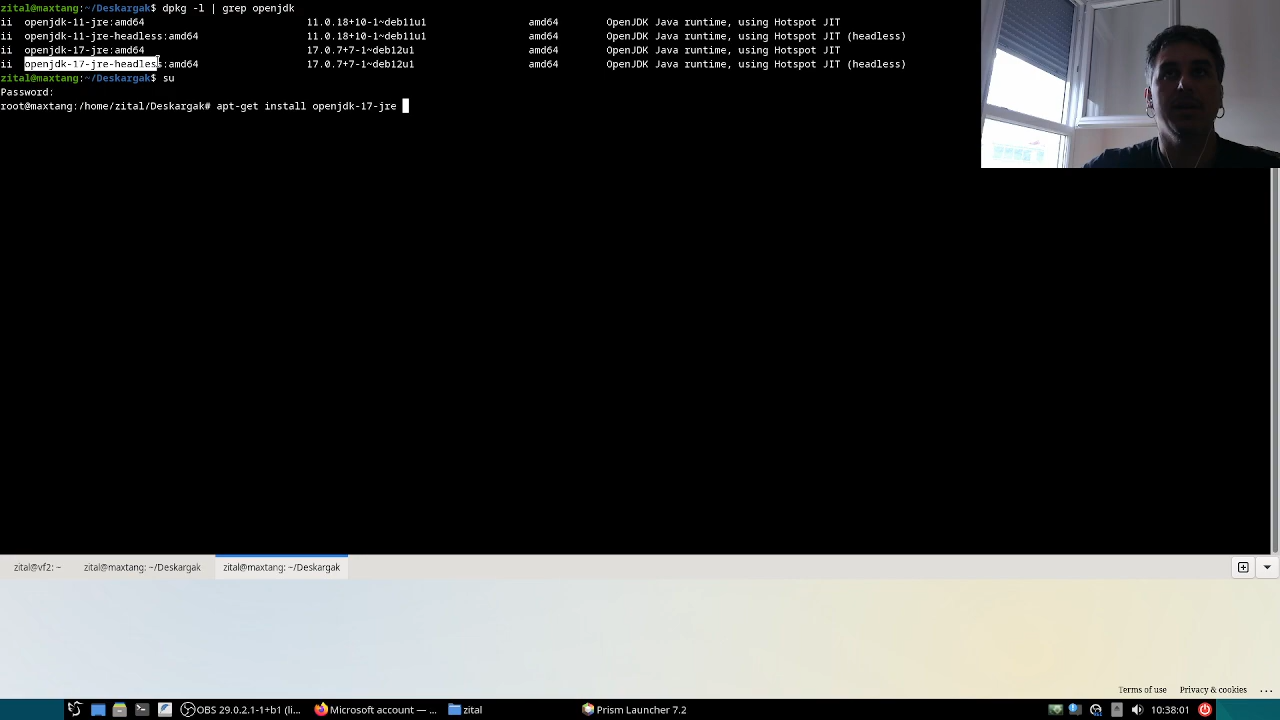 zital@maxtang:~/Deskargak$ dpkg -l | grep openjdk
ii openjdk-11-jre:amd64 11.0.18+10-1~deb11u1 amd64 OpenJDK Java runtime, using Hotspot JIT
ii openjdk-11-jre-headless:amd64 11.0.18+10-1~deb11u1 amd64 OpenJDK Java runtime, using Hotspot JIT (headless)
ii openjdk-17-jre:amd64 17.0.7+7-1~deb12u1 amd64 OpenJDK Java runtime, using Hotspot JIT
ii openjdk-17-jre-headless:amd64 17.0.7+7-1~deb12u1 amd64 OpenJDK Java runtime, using Hotspot JIT (headless)
zital@maxtang:~/Deskargak$ su
Password:
root@maxtang:/home/zital/Deskargak# apt-get install openjdk-17-jre
zital@vf2: ~ zital@maxtang: ~/Deskargak zital@maxtang: ~/Deskargak
Terms of use Privacy & cookies ...
OBS 29.0.2.1-1+b1 (li... Microsoft account — ... zital Prism Launcher 7.2 10:38:01